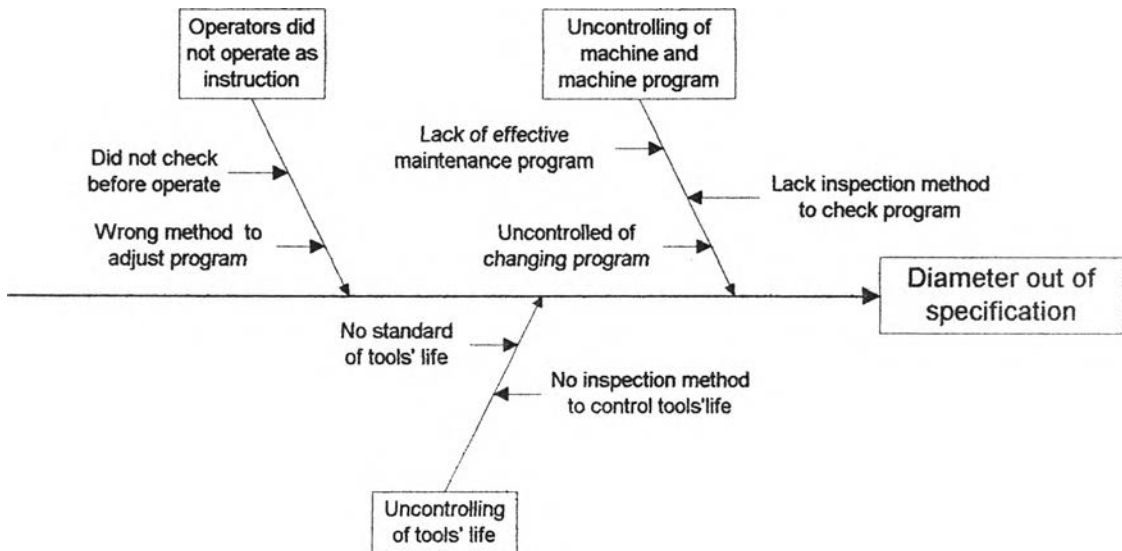 Operators did
not operate as
instruction
Uncontrolling of
machine and
machine program
Did not check
before operate
Wrong method to
adjust program
Lack of effective
maintenance program
Lack inspection method
to check program
Uncontrolled of
changing program
Diameter out of
specification
No standard
of tools' life
No inspection method
to control tools'life
Uncontrolling
of tools' life